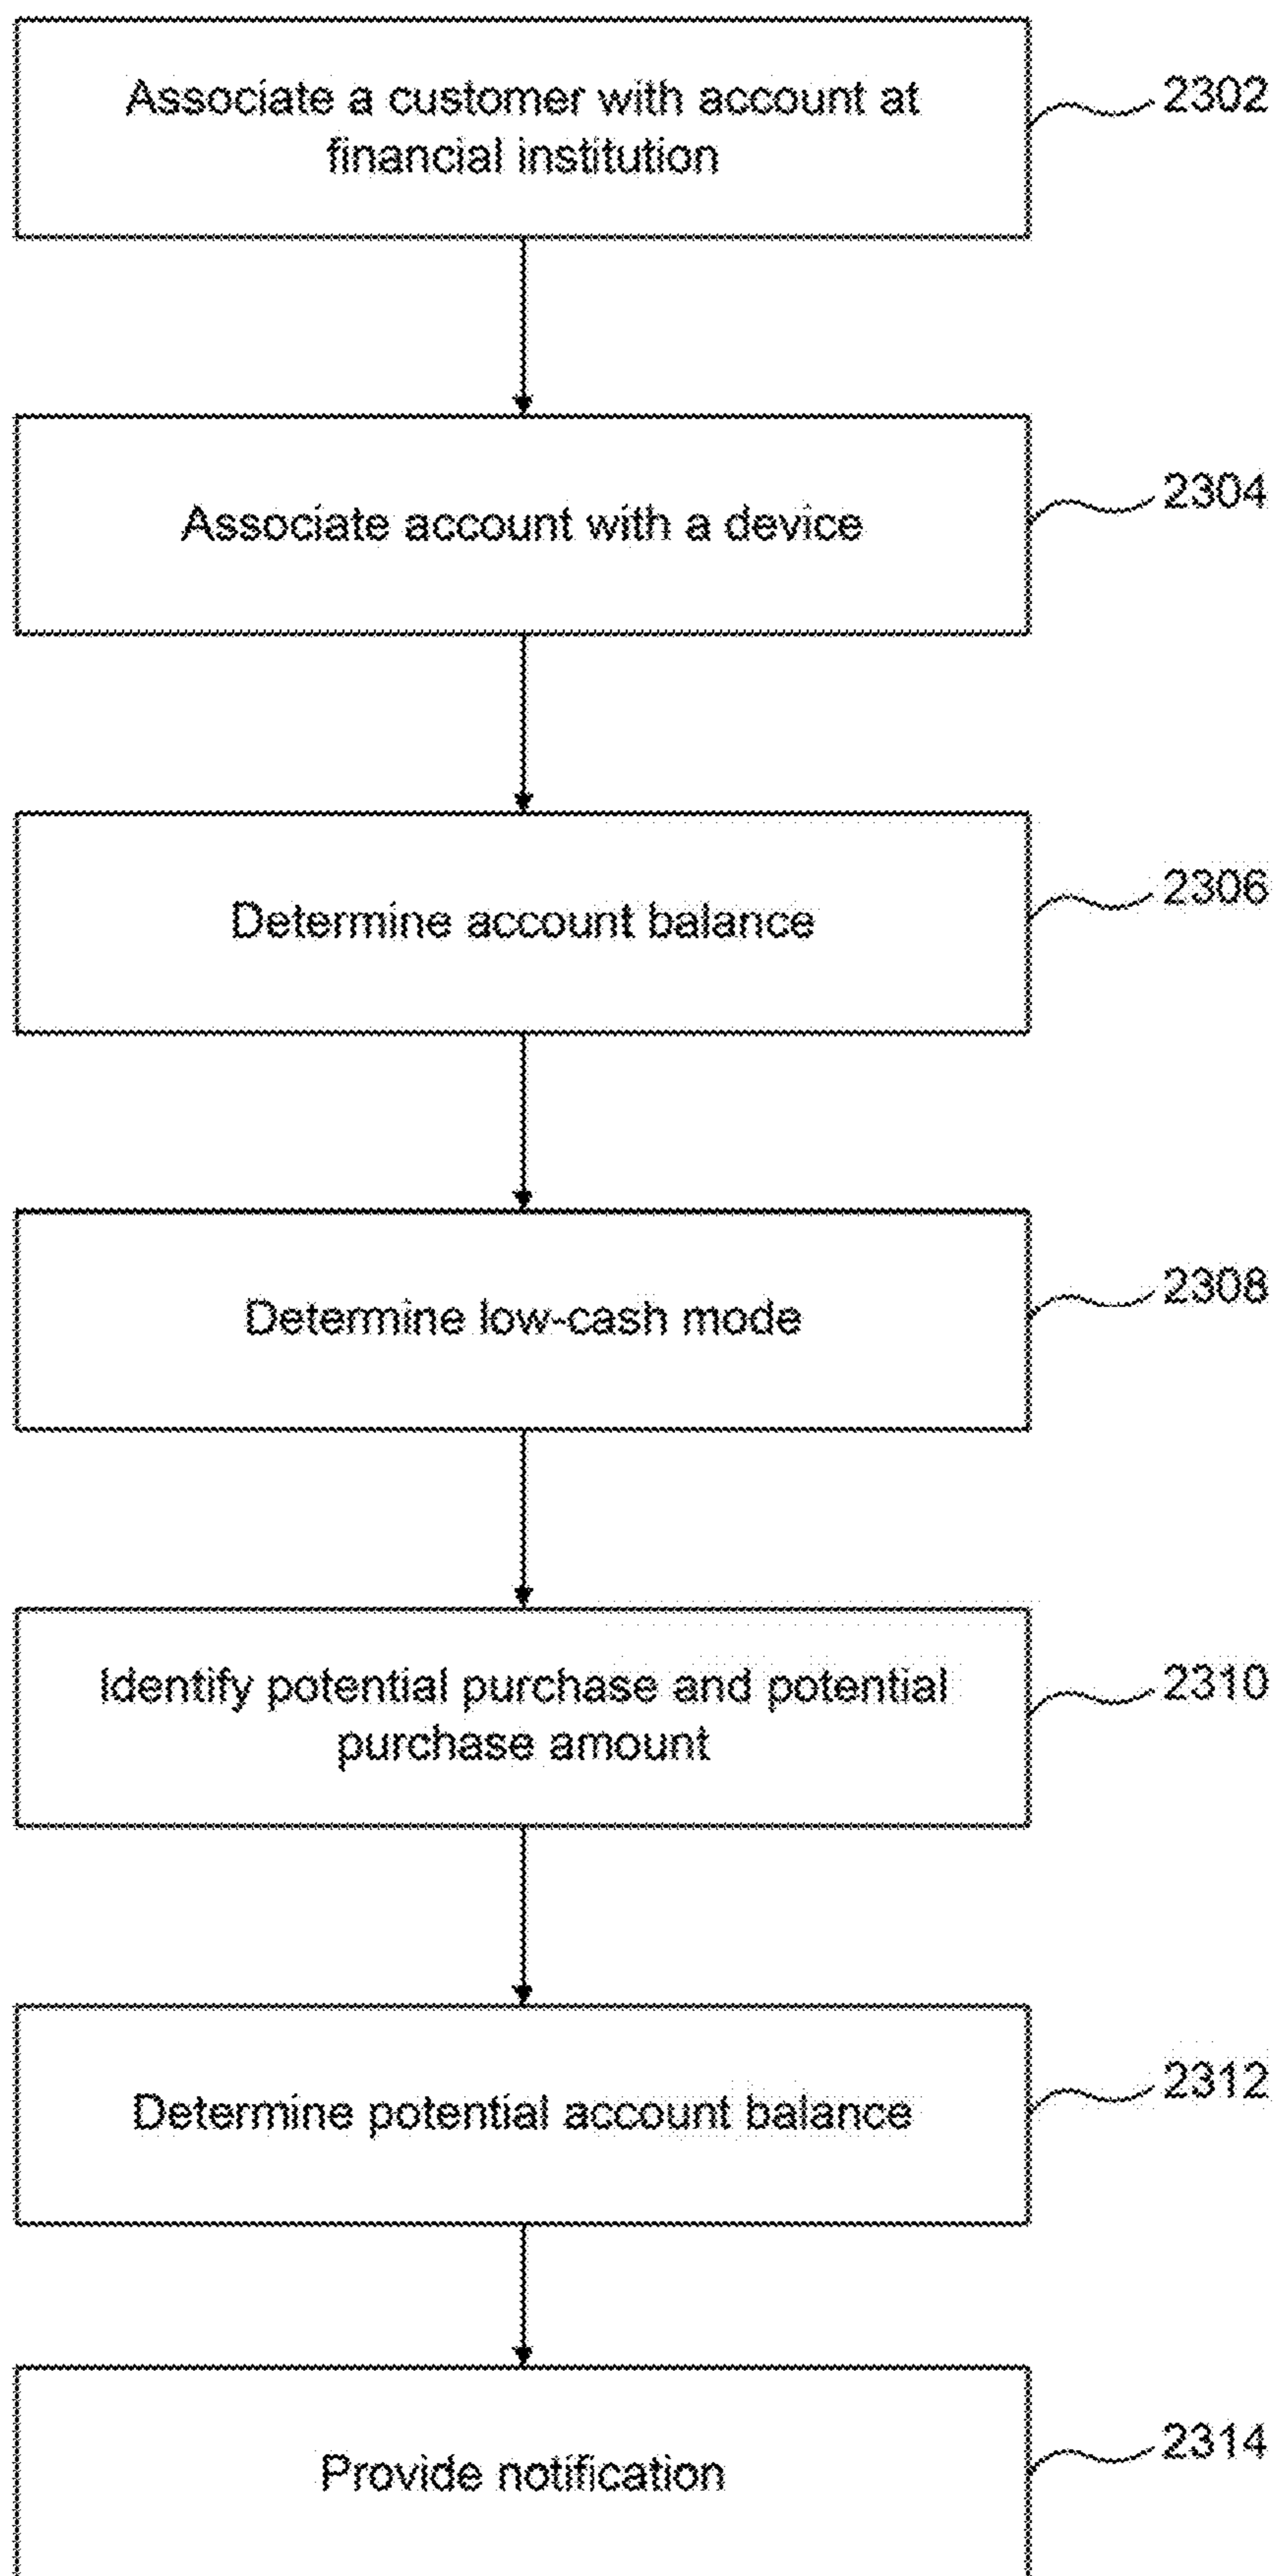 Associate a customer with account at
financial institution
2302
Associate account with a device
2304
Determine account balance
2306
Determine low-cash mode
2308
Identify potential purchase and potential
purchase amount
2310
Determine potential account balance
2312
Provide notification
2314